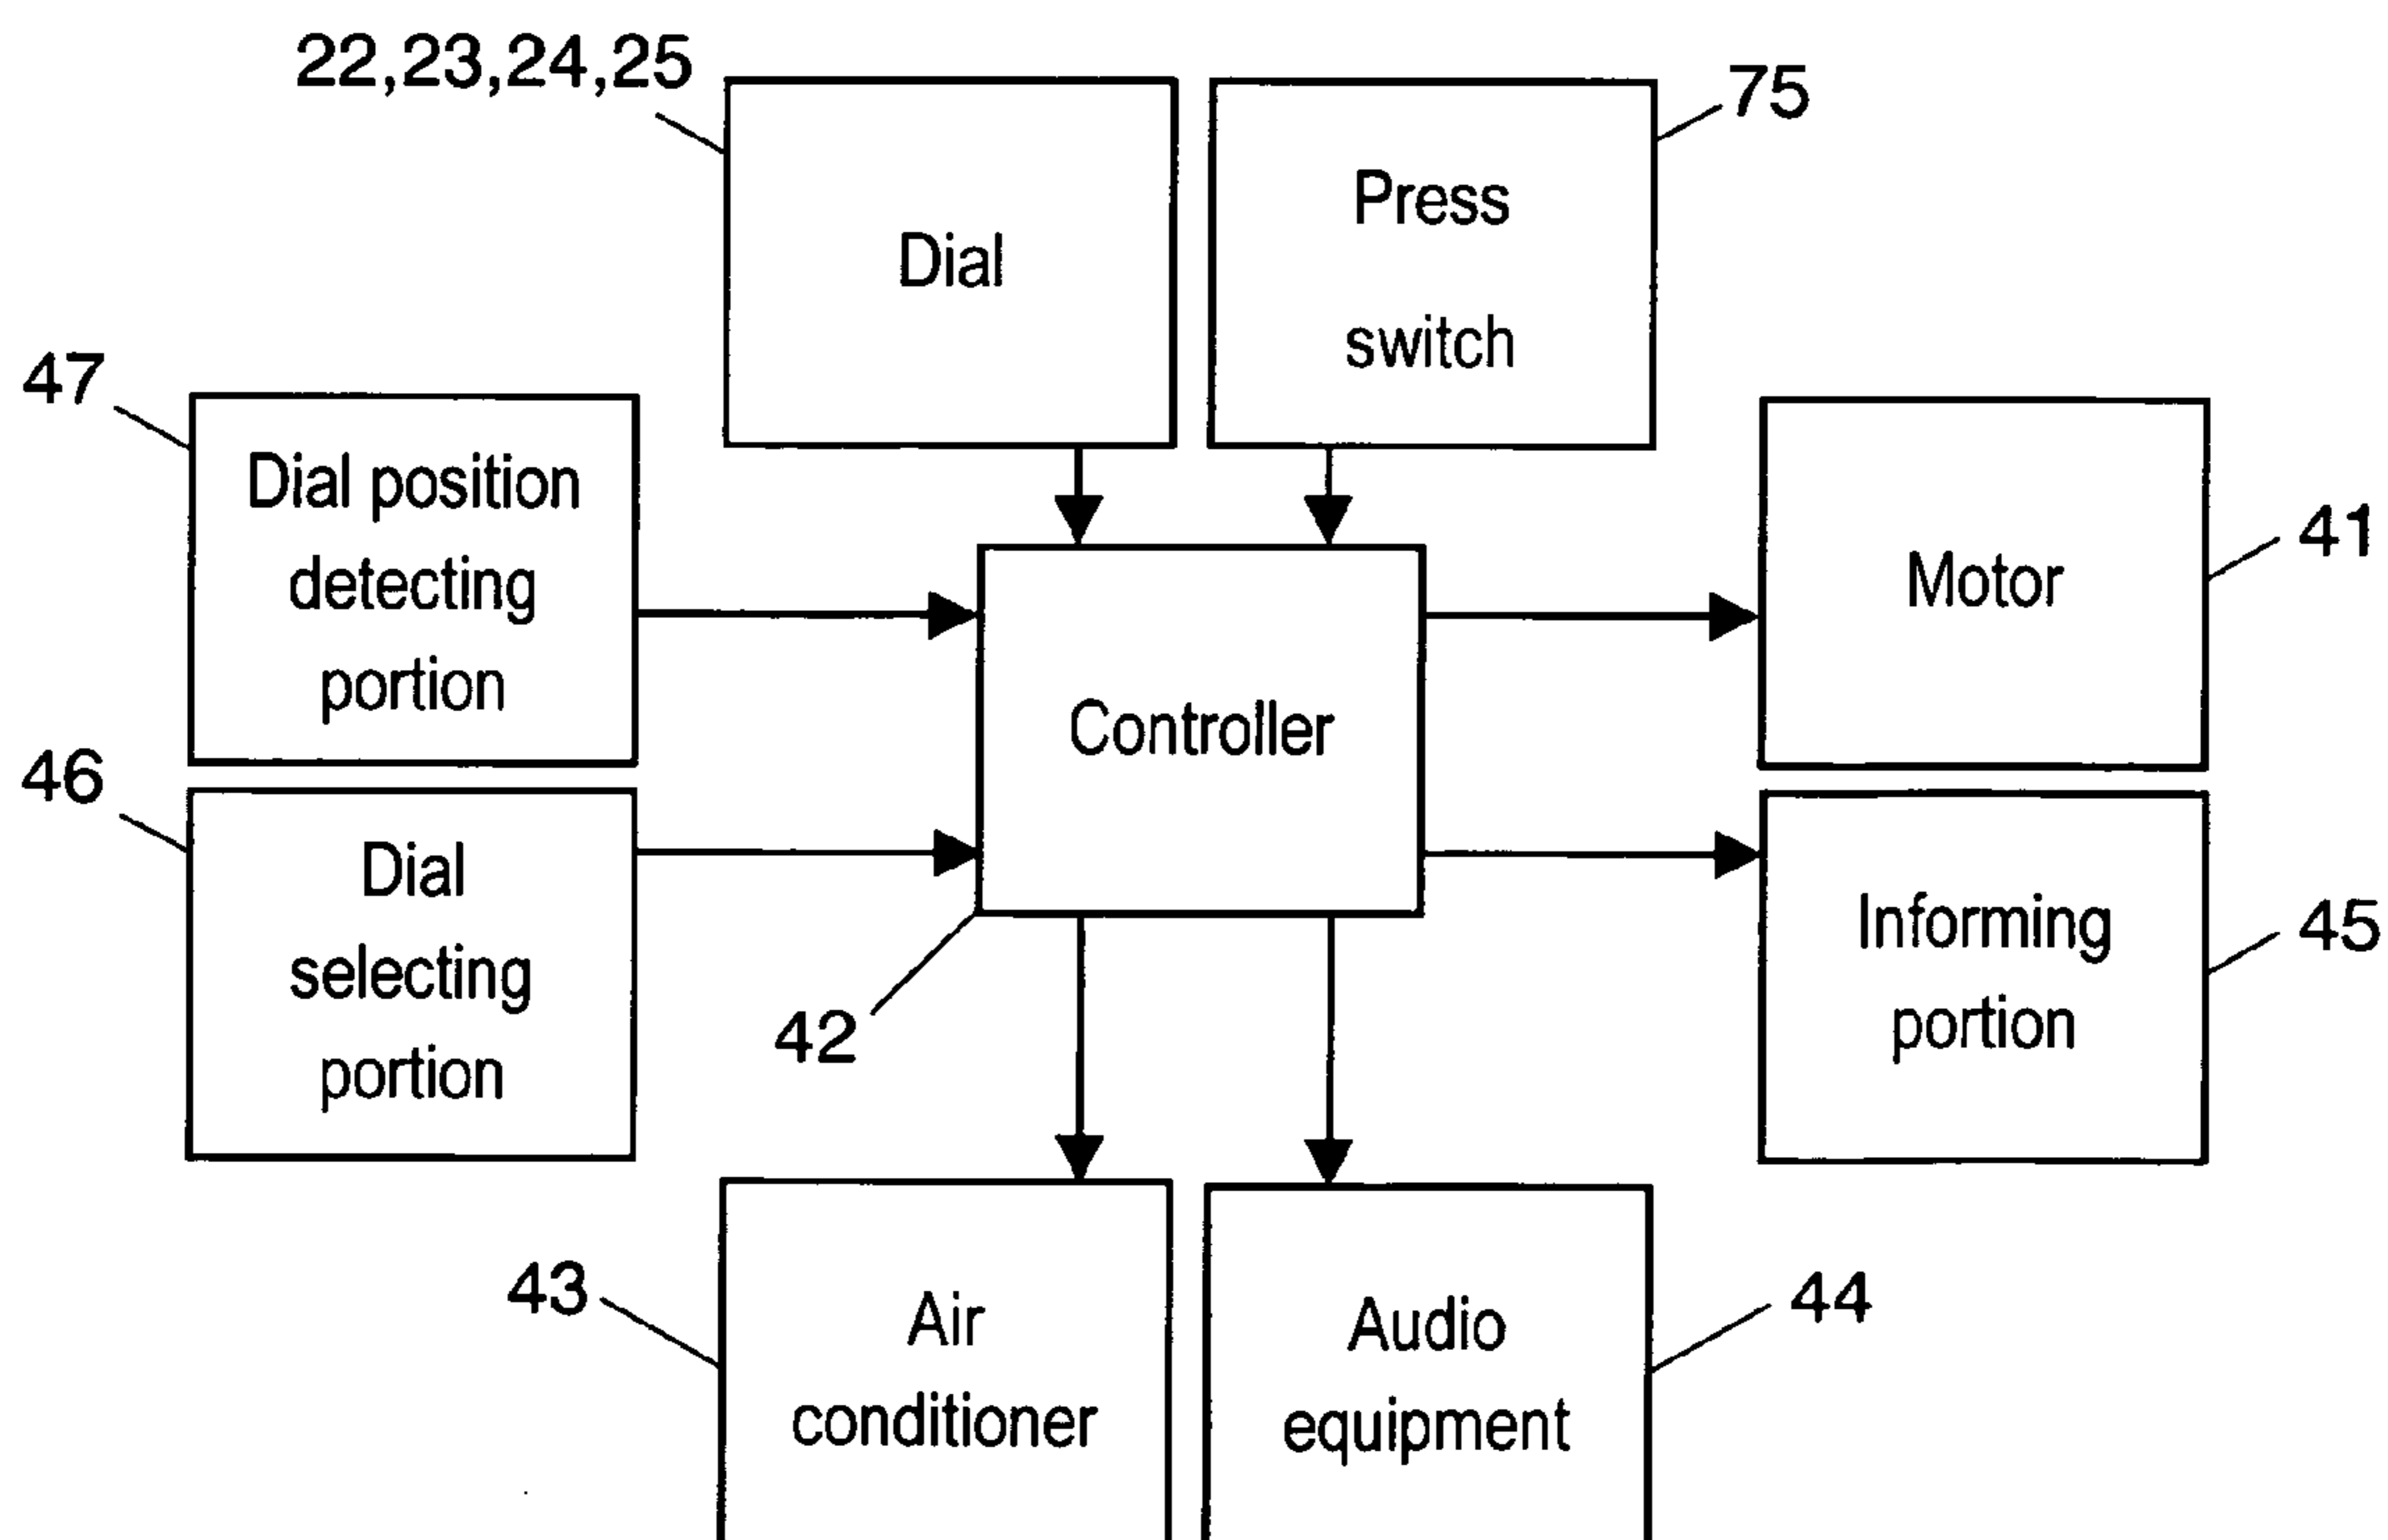 22,23,24,25
75
Dial
Press
switch
47
Dial position
detecting
portion
41
Motor
Controller
46
Dial
selecting
portion
45
Informing
portion
42
43
Air
conditioner
44
Audio
equipment